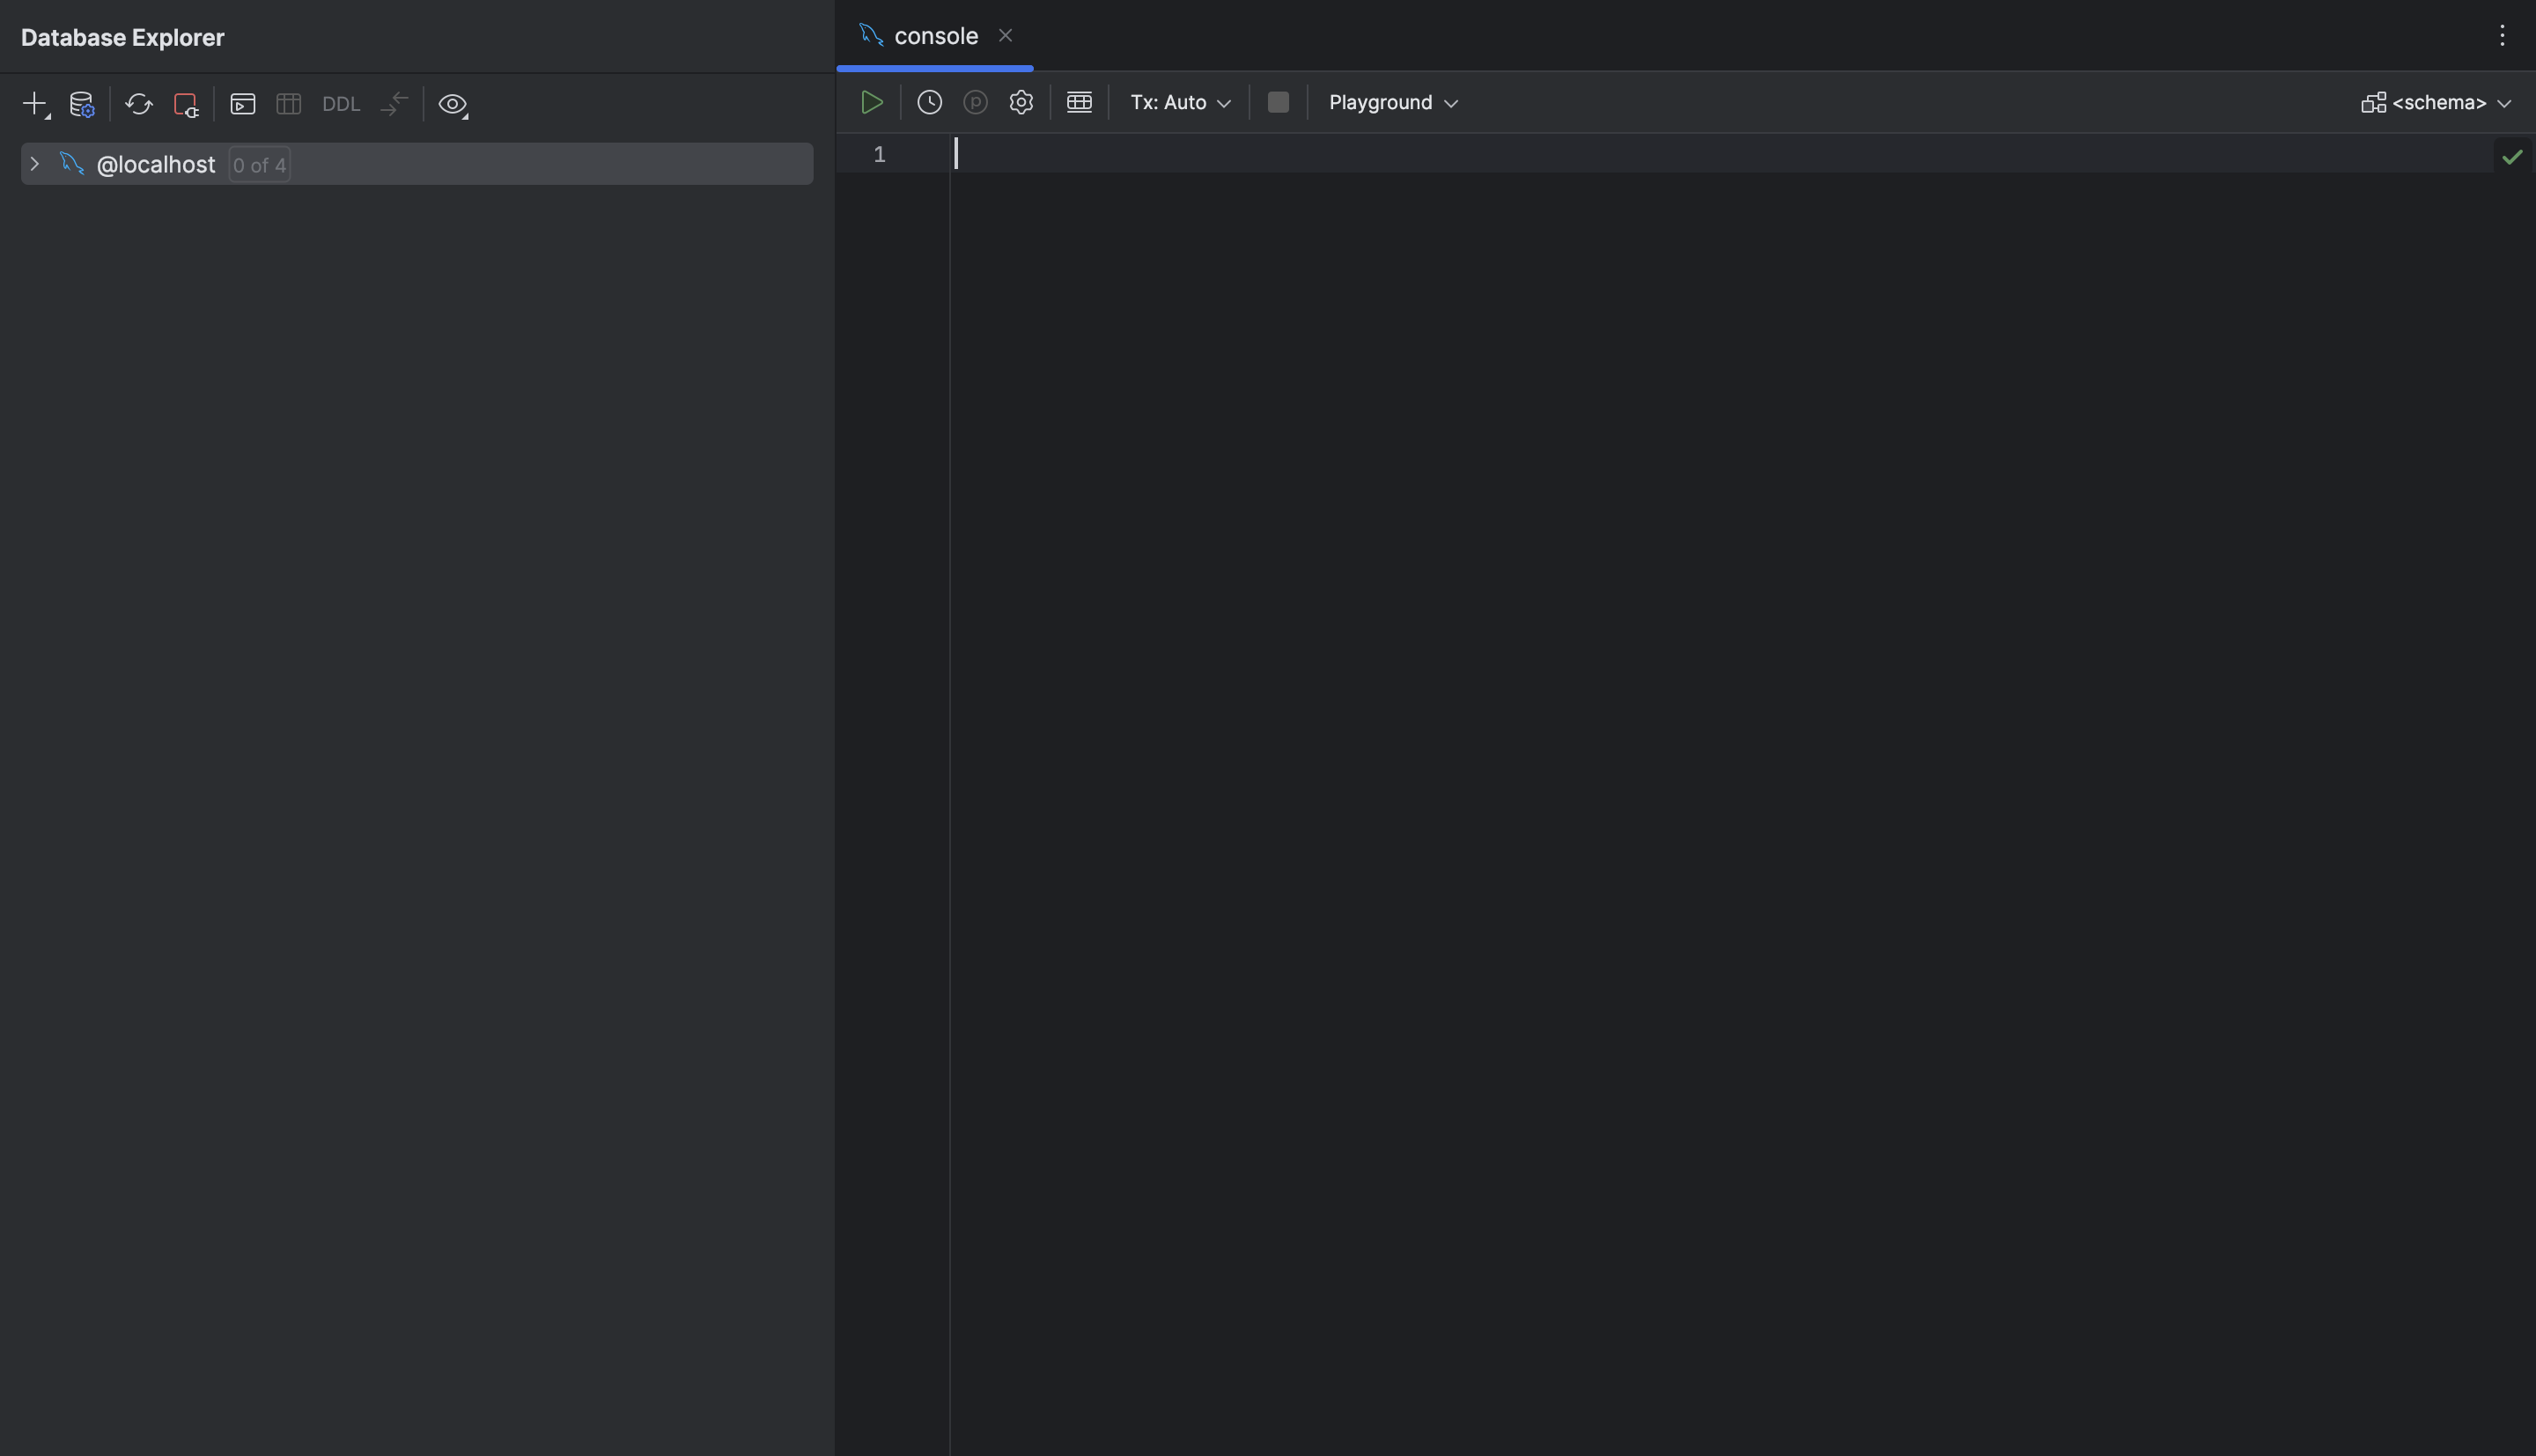 Database Explorer
console
DDL
Tx: Auto
Playground
<schema>
@localhost 0 of 4
1